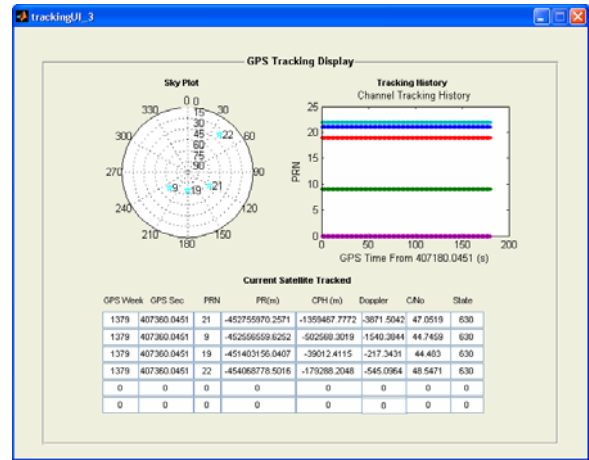 trackingUI_3
GPS Tracking Display
Sky Plot
0
330 0 30
15
30
300 45 22 60
60
75
270 90 90
9 19 21
240 120
210 150
180
Tracking History
Channel Tracking History
25
20
15
10
5
0
PRN
0 50 100 150 200
GPS Time From 407180.0451 (s)
Current Satellite Tracked
GPS Week GPS Sec PRN PR(m) CPH (m) Doppler C/No State
1379 407360.0451 21 -452755970.2571 -1359467.7772 -3871.5042 47.0519 630
1379 407360.0451 9 -452556559.6252 -502568.3019 -1540.3844 44.7459 630
1379 407360.0451 19 -451403156.0407 -39012.4115 -217.3431 44.483 630
1379 407360.0451 22 -454068778.5016 -179288.2048 -545.0964 48.5471 630
0 0 0 0 0 0 0 0
0 0 0 0 0 0 0 0